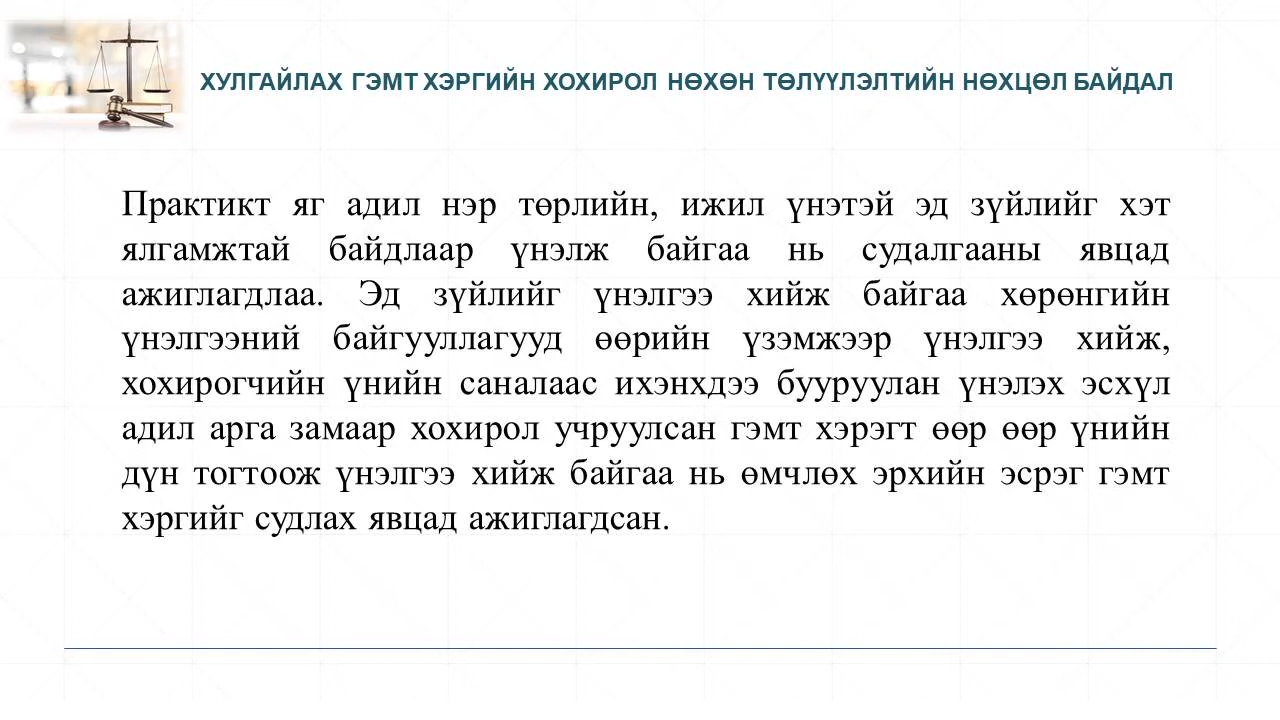 ХУЛГАЙЛАХ ГЭМТ ХЭРГИЙН ХОХИРОЛ НӨХӨН ТӨЛҮҮЛЭЛТИЙН НӨХЦӨЛ БАЙДАЛ
Практикт яг адил нэр төрлийн, ижил үнэтэй эд зүйлийг хэт
ялгамжтай байдлаар үнэлж байгаа нь судалгааны явцад
ажиглагдлаа. Эд зүйлийг үнэлгээ хийж байгаа хөрөнгийн
үнэлгээний байгууллагууд өөрийн үзэмжээр үнэлгээ хийж,
хохирогчийн үнийн саналаас ихэнхдээ бууруулан үнэлэх эсхүл
адил арга замаар хохирол учруулсан гэмт хэрэгт өөр өөр үнийн
дүн тогтоож үнэлгээ хийж байгаа нь өмчлөх эрхийн эсрэг гэмт
хэргийг судлах явцад ажиглагдсан.